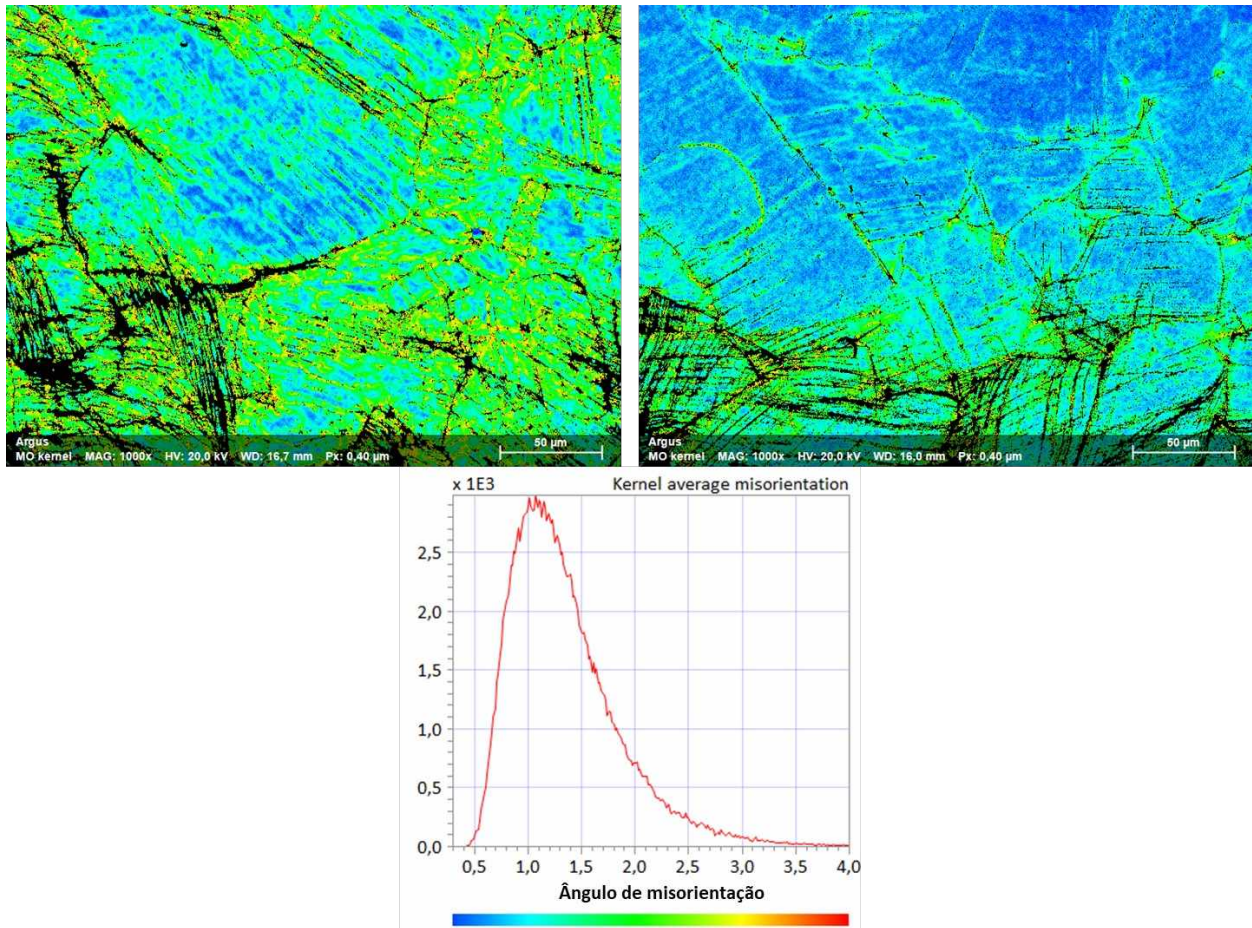 Argus
MO kernel MAG: 1000x HV: 20,0 kV WD: 16,7 mm Px: 0,40 µm
50 µm
Argus
MO kernel MAG: 1000x HV: 20,0 kV WD: 16,0 mm Px: 0,40 µm
50 µm
x 1E3 Kernel average misorientation
2,5
2,0
1,5
1,0
0,5
0,0
0,5 1,0 1,5 2,0 2,5 3,0 3,5 4,0
Ângulo de misorientação